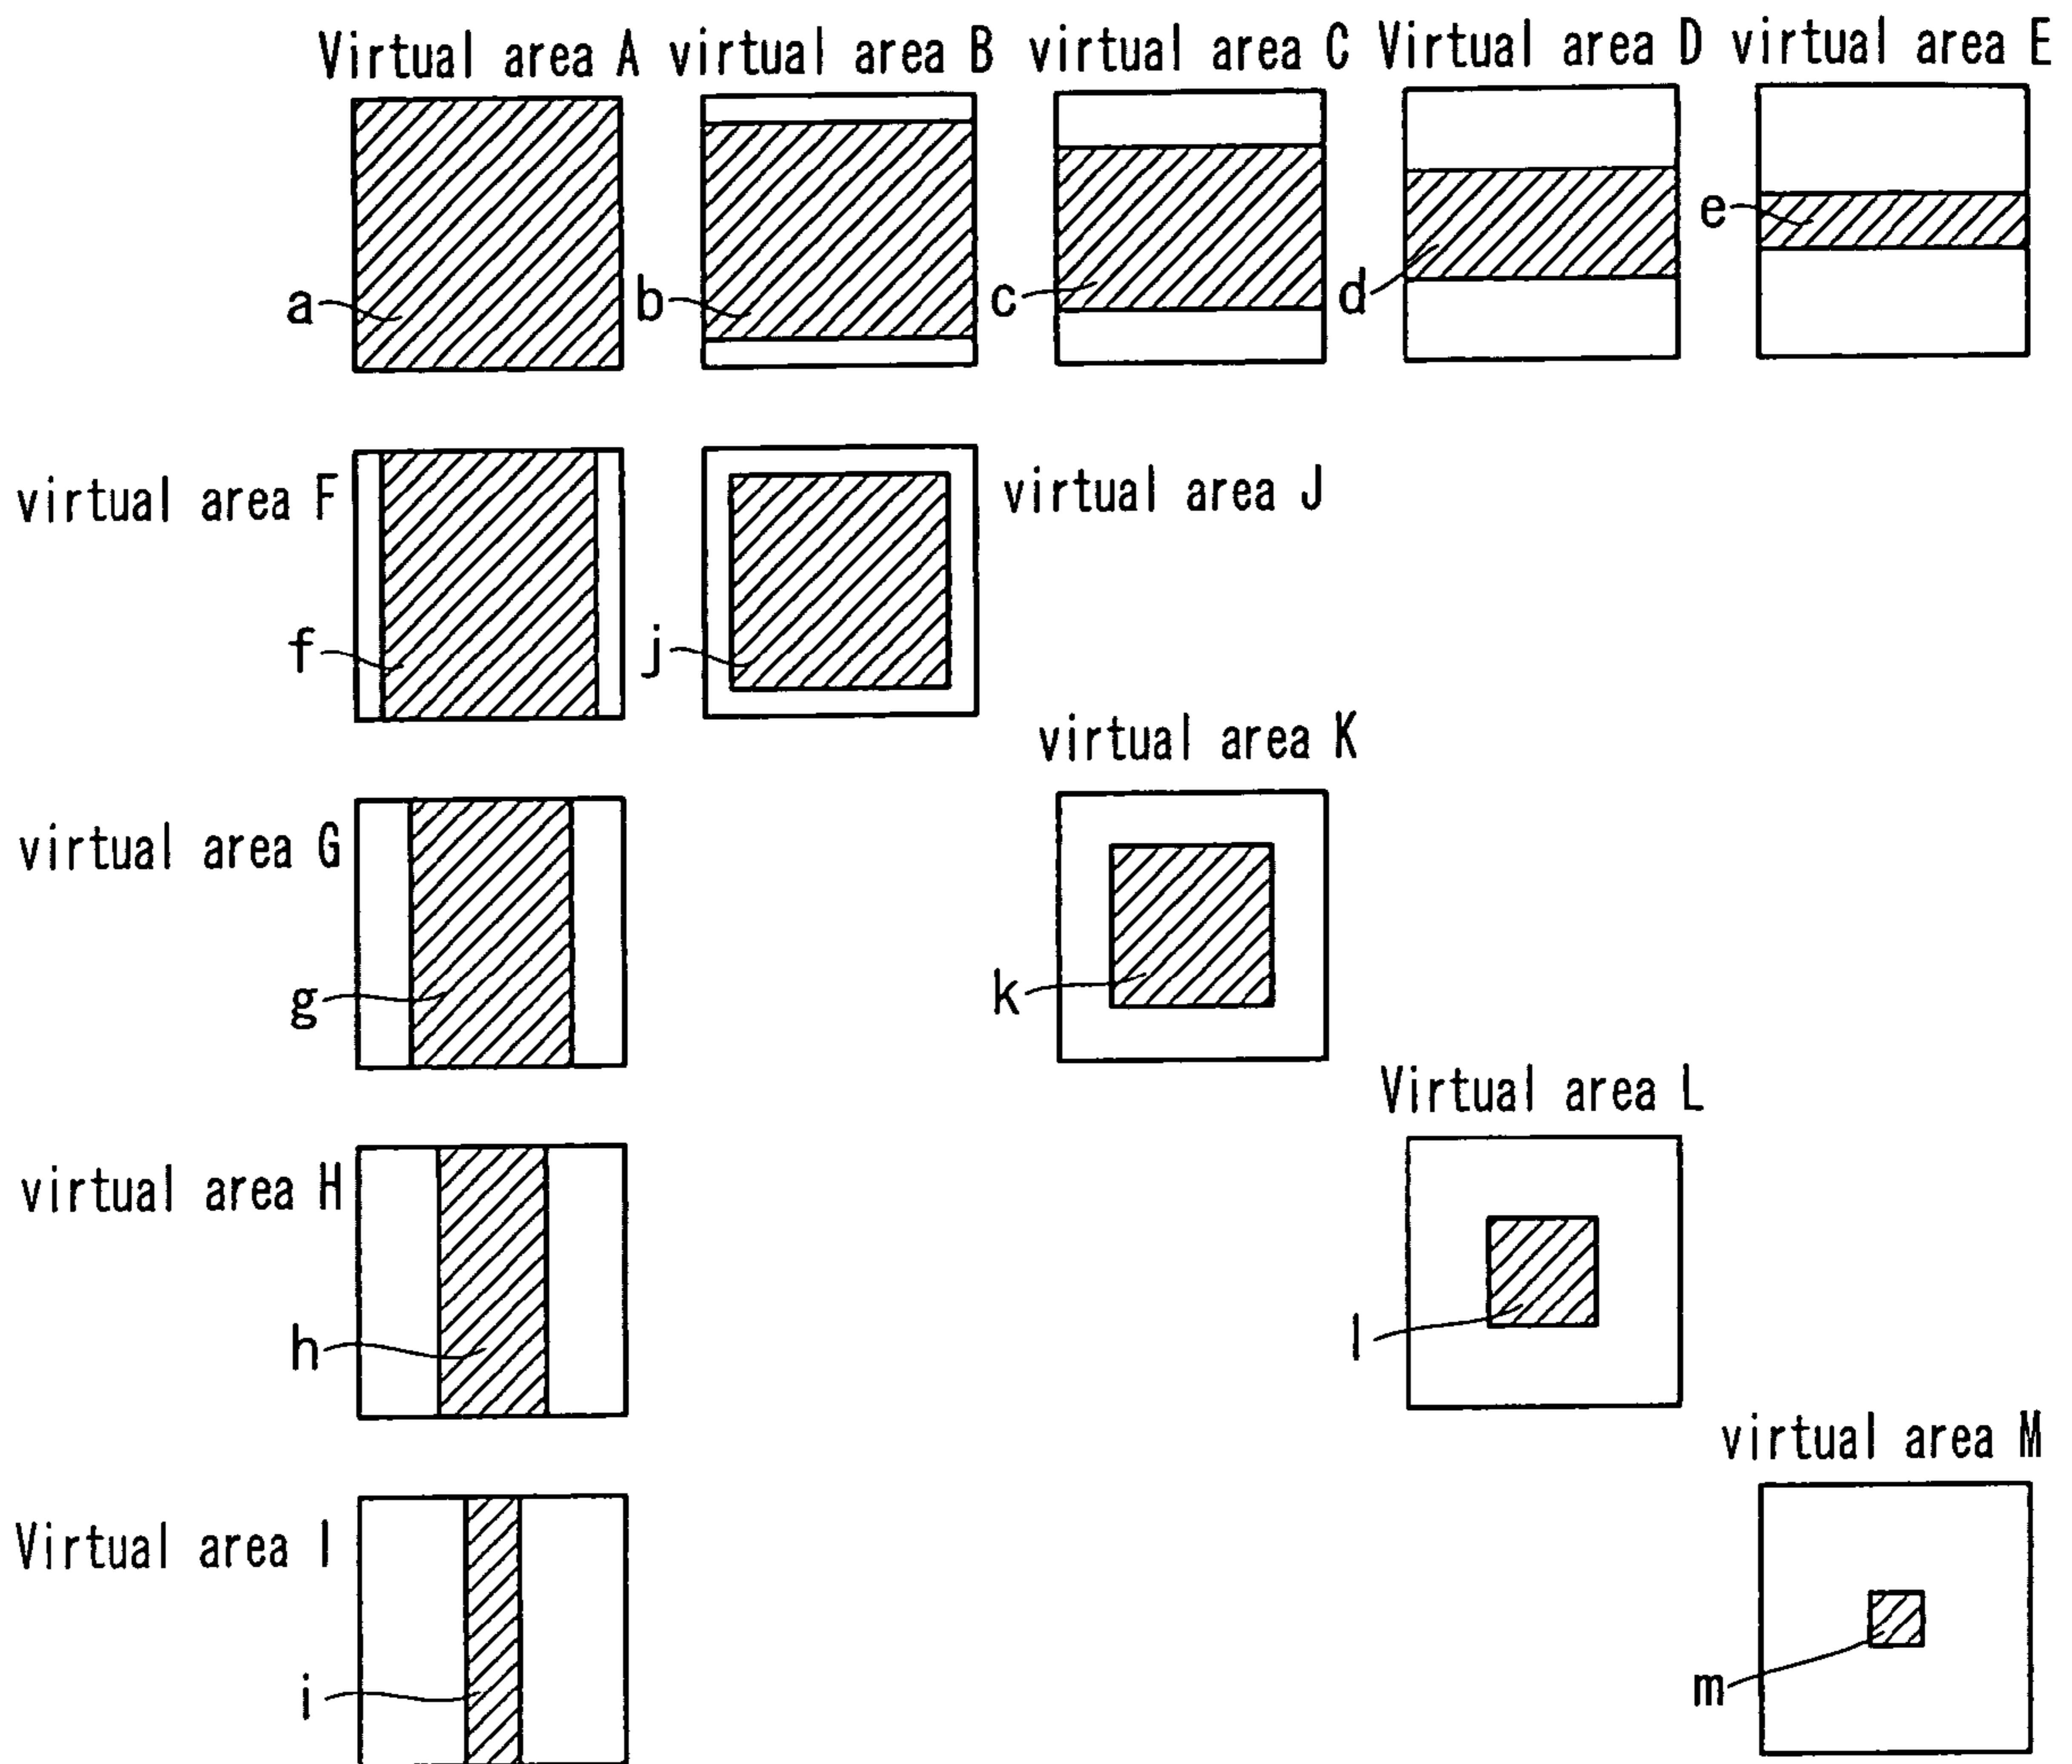 Virtual area A virtual area B virtual area C Virtual area D virtual area E
a b c d e
virtual area F virtual area J
f j
virtual area K
virtual area G
g k
Virtual area L
virtual area H
h l
virtual area M
Virtual area I
i m